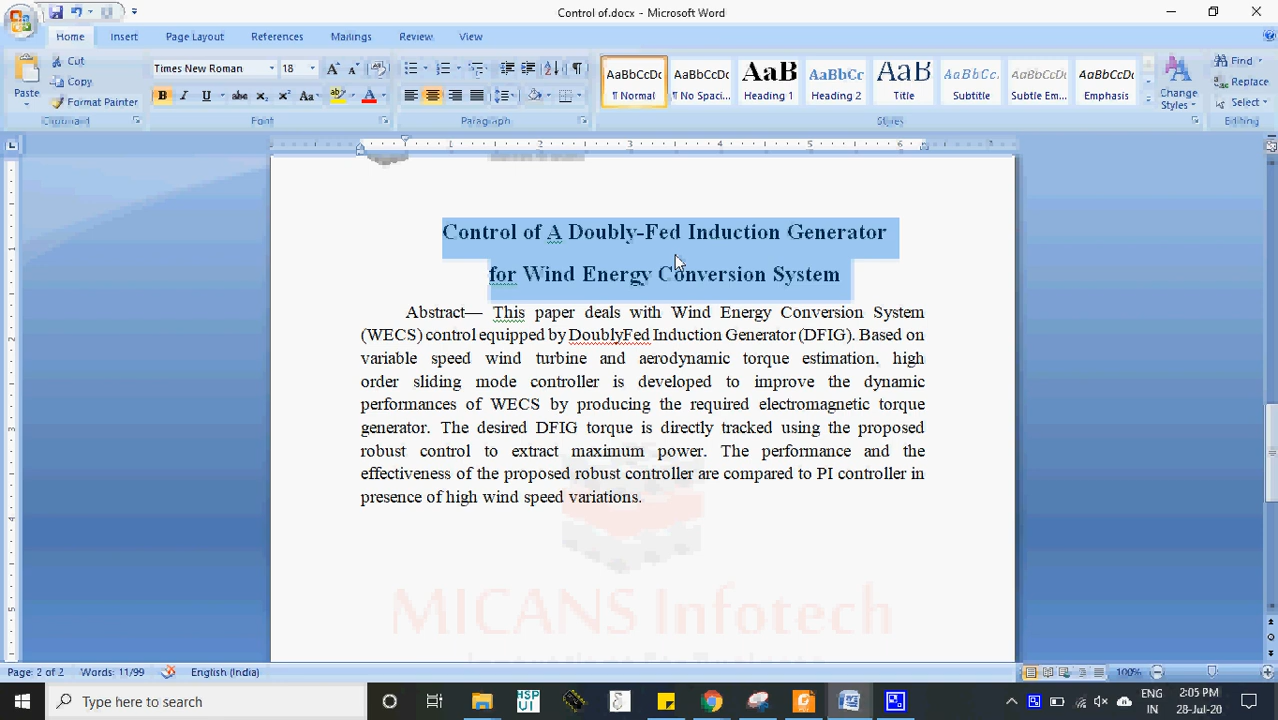 Control of.docx - Microsoft Word
Home Insert Page Layout References Mailings Review View
Paste
Cut
Copy
Format Painter
Clipboard
Times New Roman 18
B I U abc x₂ x² Aa A
Font
Paragraph
AaBbCcDc
¶ Normal
AaBbCcDc
¶ No Spaci...
AaB
Heading 1
AaBbCc
Heading 2
AaB
Title
AaBbCc.
Subtitle
AaBbCcDc
Subtle Em...
AaBbCcDc
Emphasis
Change Styles
Styles
Find
Replace
Select
Editing
Control of A Doubly-Fed Induction Generator
for Wind Energy Conversion System
Abstract— This paper deals with Wind Energy Conversion System
(WECS) control equipped by DoublyFed Induction Generator (DFIG). Based on
variable speed wind turbine and aerodynamic torque estimation. high
order sliding mode controller is developed to improve the dynamic
performances of WECS by producing the required electromagnetic torque
generator. The desired DFIG torque is directly tracked using the proposed
robust control to extract maximum power. The performance and the
effectiveness of the proposed robust controller are compared to PI controller in
presence of high wind speed variations.
MICANS Infotech
Page: 2 of 2 Words: 11/99 English (India) 100%
Type here to search
HSP UI
ENG
IN
2:05 PM
28-Jul-20